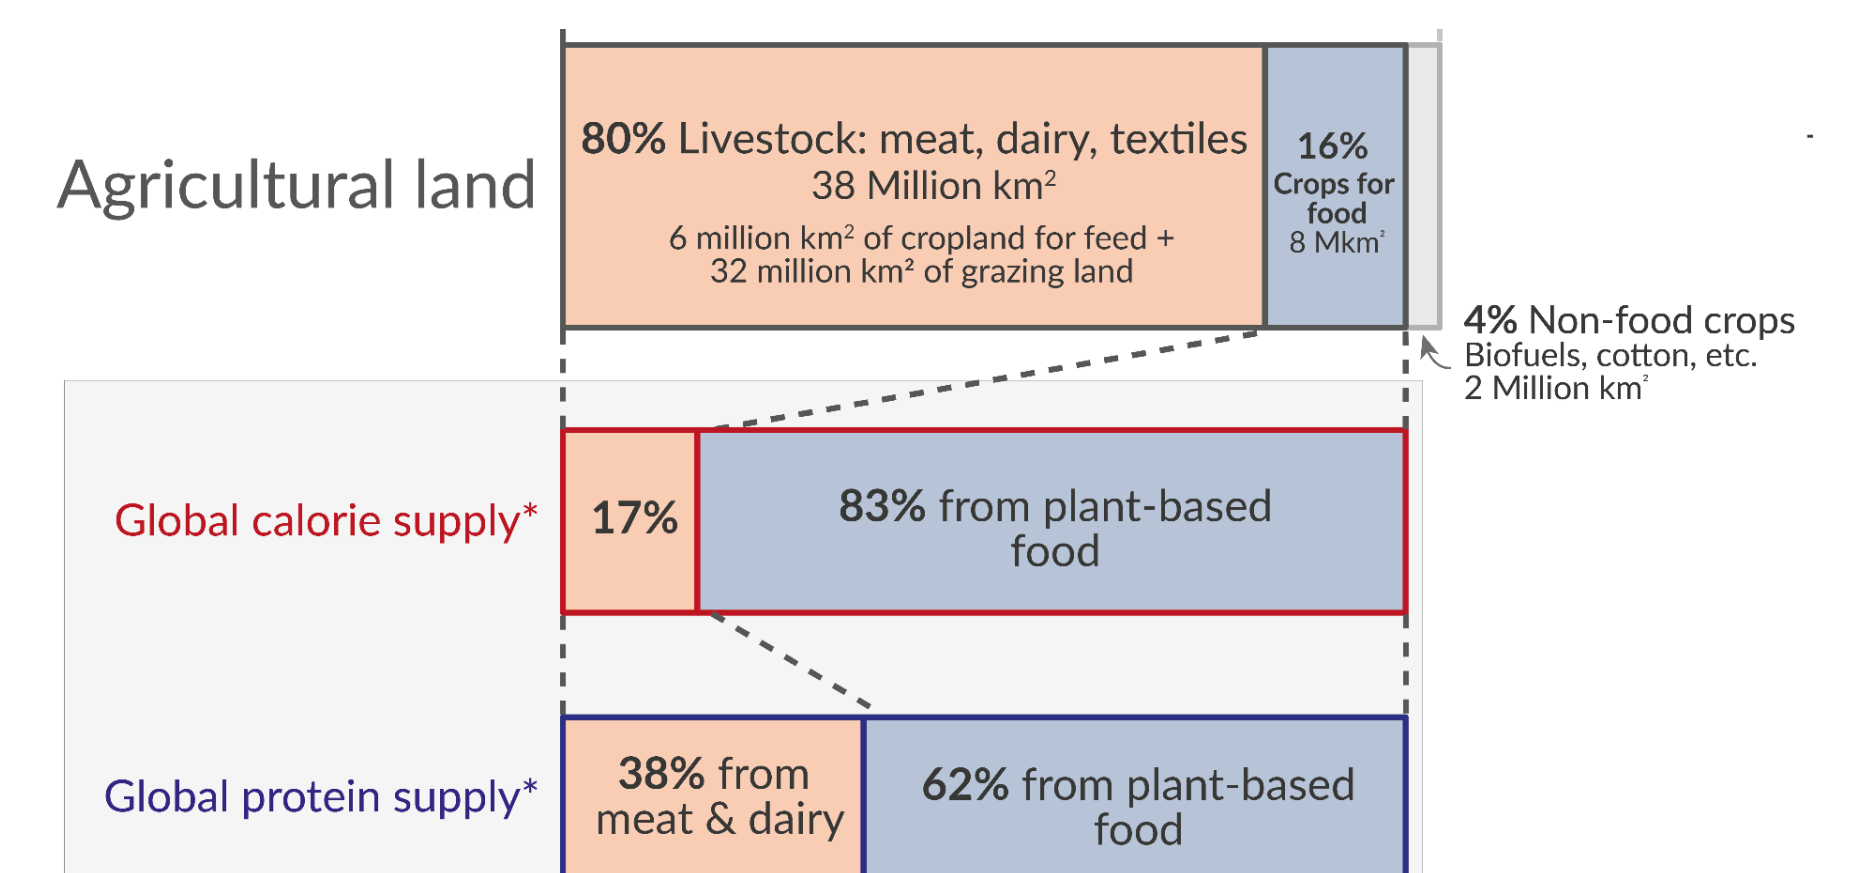 Agricultural land
80% Livestock: meat, dairy, textiles
38 Million km²
6 million km² of cropland for feed +
32 million km² of grazing land
16%
Crops for
food
8 Mkm²
4% Non-food crops
Biofuels, cotton, etc.
2 Million km²
Global calorie supply*
17%
83% from plant-based
food
Global protein supply*
38% from
meat & dairy
62% from plant-based
food